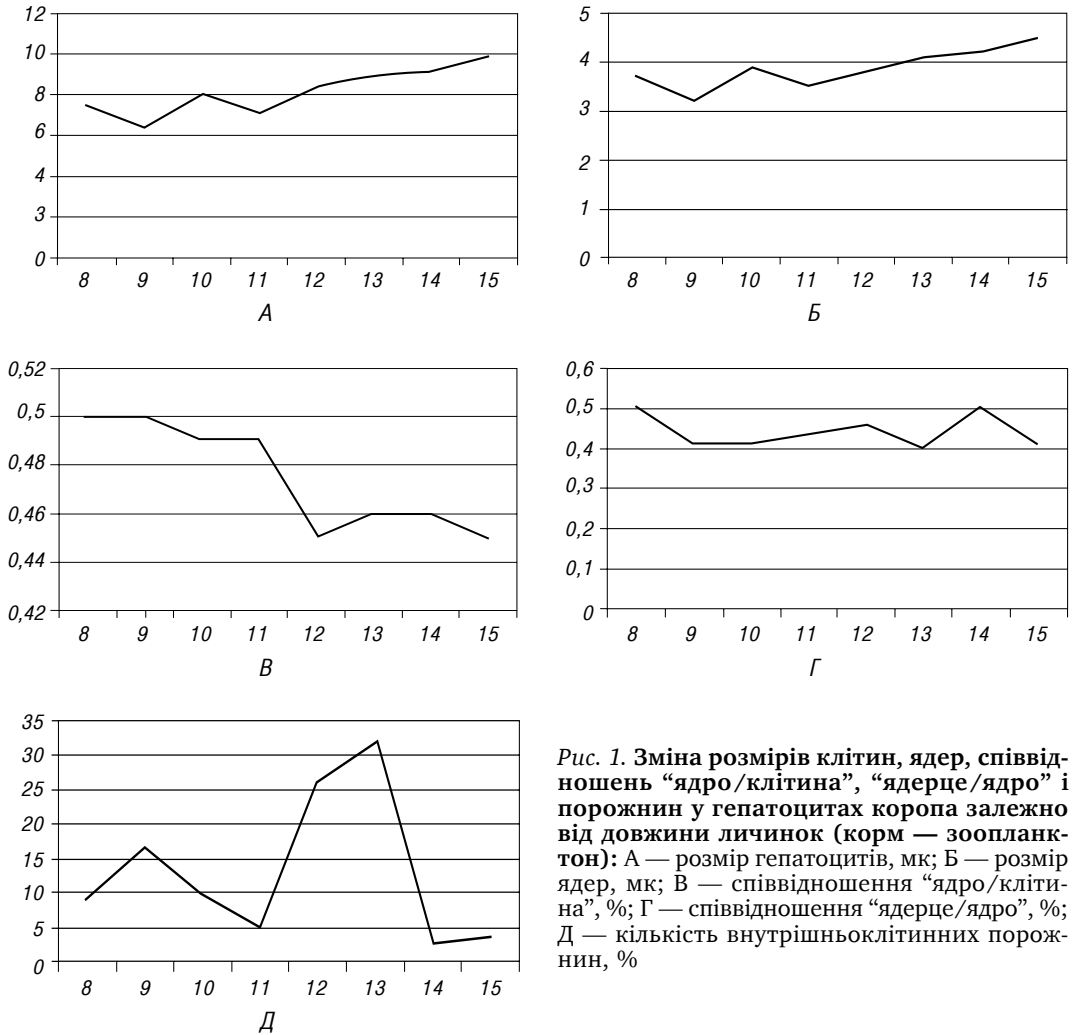 12
10
8
6
4
3
0
8 9 10 11 12 13 14 15
А
5
4
3
2
1
0
8 9 10 11 12 13 14 15
Б
0,52
0,5
0,48
0,46
0,44
0,42
8 9 10 11 12 13 14 15
В
0,6
0,5
0,4
0,3
0,2
0,1
0
8 9 10 11 12 13 14 15
Г
35
30
25
20
15
10
5
0
8 9 10 11 12 13 14 15
Д
Рис. 1. Зміна розмірів клітин, ядер, співвід-
ношень “ядро/клітина”, “ядерце/ядро” і
порожнин у гепатоцитах коропа залежно
від довжини личинок (корм — зоопланк-
тон): А — розмір гепатоцитів, мк; Б — розмір
ядер, мк; В — співвідношення “ядро/кліти-
на”, %; Г — співвідношення “ядерце/ядро”, %;
Д — кількість внутрішньоклітинних порож-
нин, %